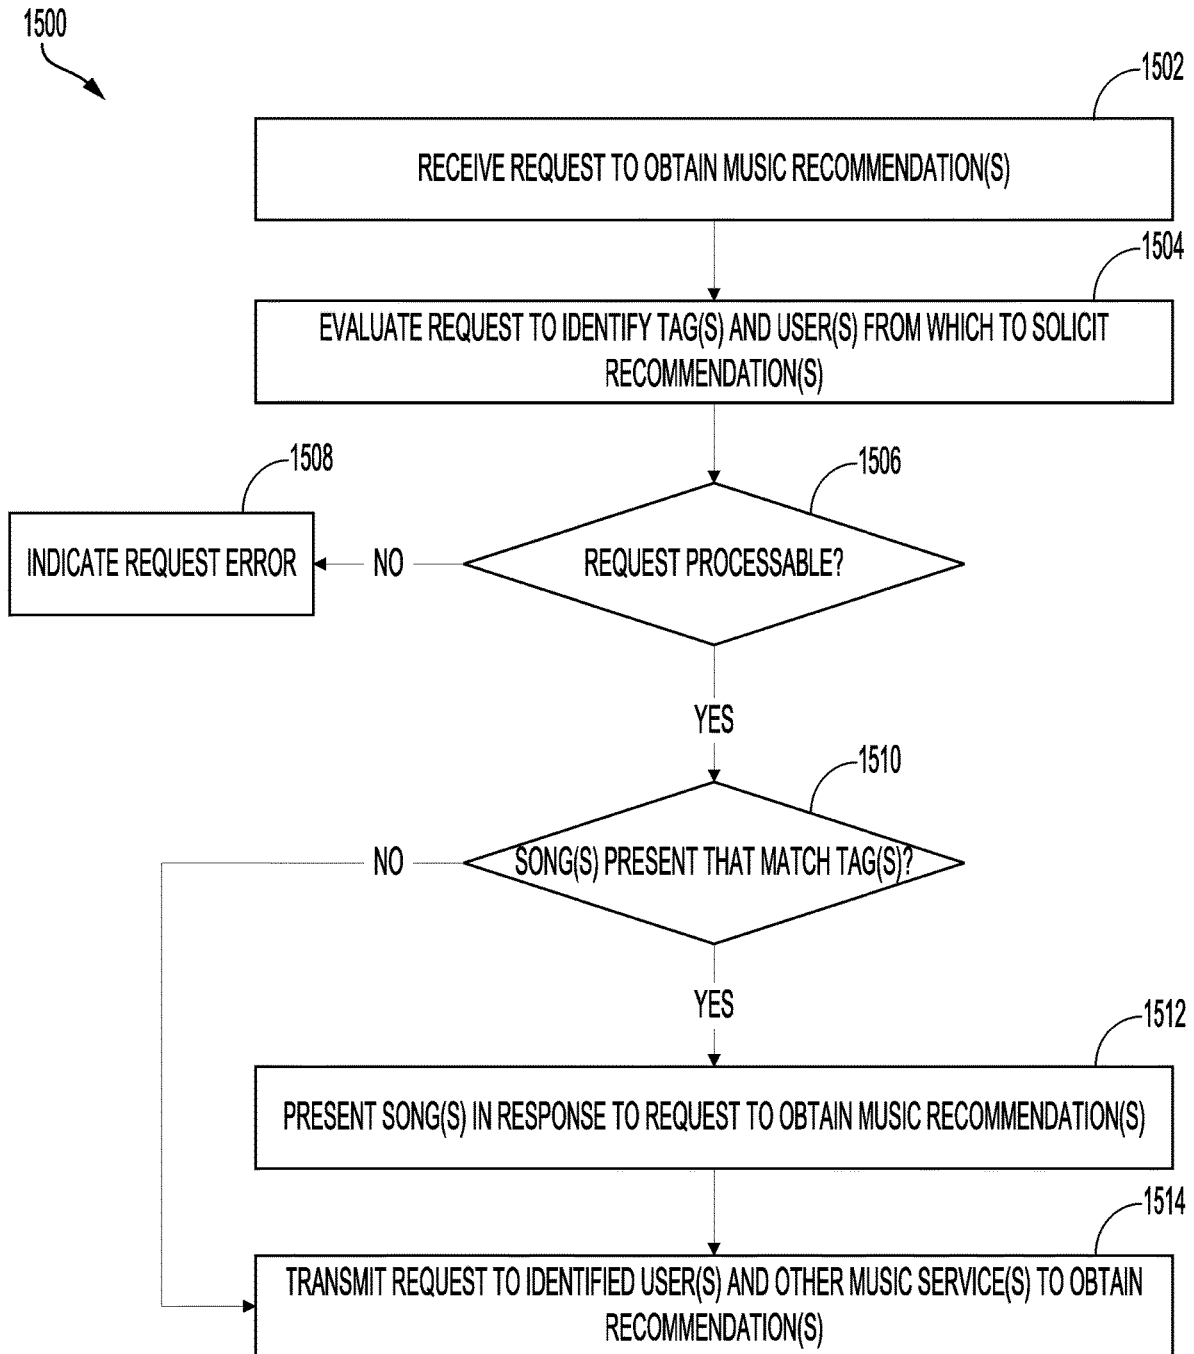 1500
1502
RECEIVE REQUEST TO OBTAIN MUSIC RECOMMENDATION(S)
1504
EVALUATE REQUEST TO IDENTIFY TAG(S) AND USER(S) FROM WHICH TO SOLICIT
RECOMMENDATION(S)
1508
1506
INDICATE REQUEST ERROR
NO
REQUEST PROCESSABLE?
YES
1510
NO
SONG(S) PRESENT THAT MATCH TAG(S)?
YES
1512
PRESENT SONG(S) IN RESPONSE TO REQUEST TO OBTAIN MUSIC RECOMMENDATION(S)
1514
TRANSMIT REQUEST TO IDENTIFIED USER(S) AND OTHER MUSIC SERVICE(S) TO OBTAIN
RECOMMENDATION(S)